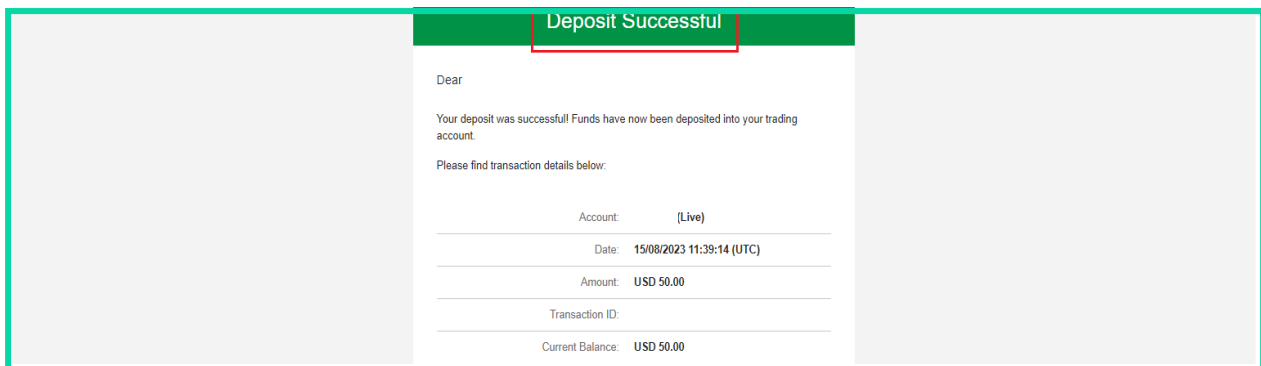 Deposit Successful
Dear
Your deposit was successful! Funds have now been deposited into your trading
account.
Please find transaction details below:
Account: (Live)
Date: 15/08/2023 11:39:14 (UTC)
Amount: USD 50.00
Transaction ID:
Current Balance: USD 50.00